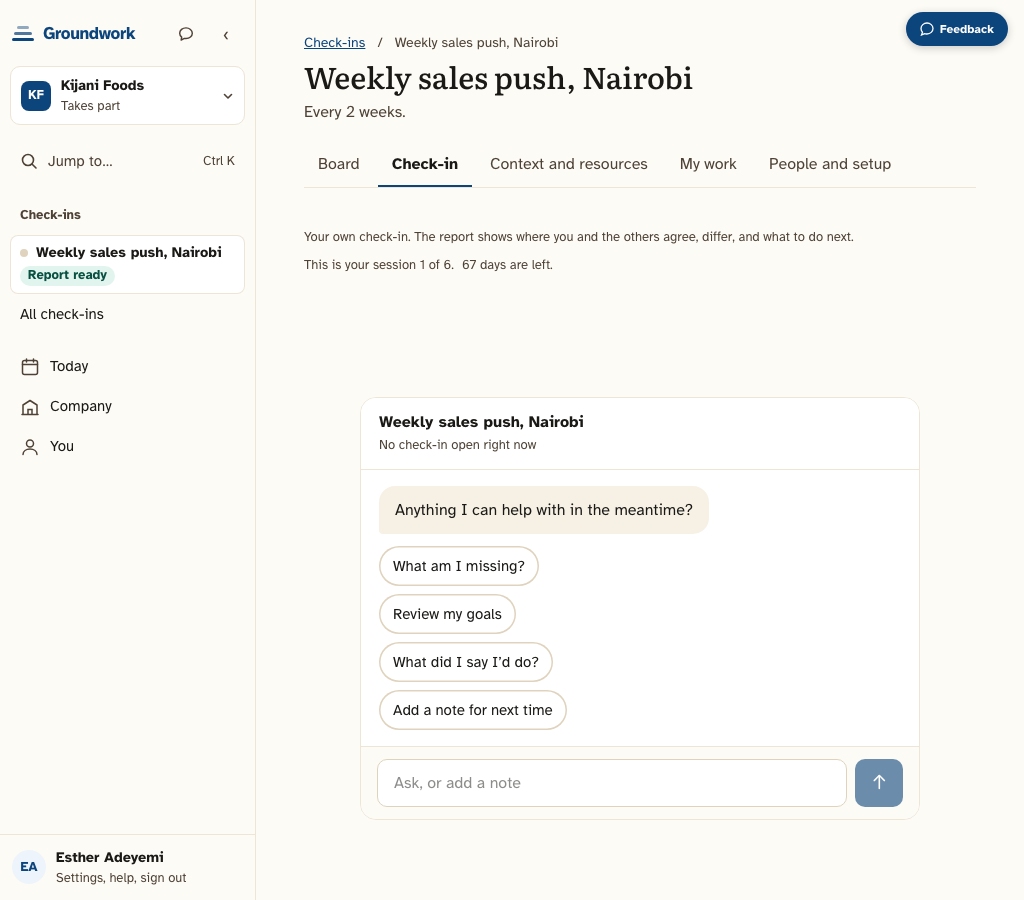 Groundwork
KF
Kijani Foods
Takes part
Jump to...
Ctrl K
Check-ins
Weekly sales push, Nairobi
Report ready
All check-ins
Today
Company
You
EA
Esther Adeyemi
Settings, help, sign out
Feedback
Check-ins / Weekly sales push, Nairobi
Weekly sales push, Nairobi
Every 2 weeks.
Board
Check-in
Context and resources
My work
People and setup
Your own check-in. The report shows where you and the others agree, differ, and what to do next.
This is your session 1 of 6. 67 days are left.
Weekly sales push, Nairobi
No check-in open right now
Anything I can help with in the meantime?
What am I missing?
Review my goals
What did I say I'd do?
Add a note for next time
Ask, or add a note